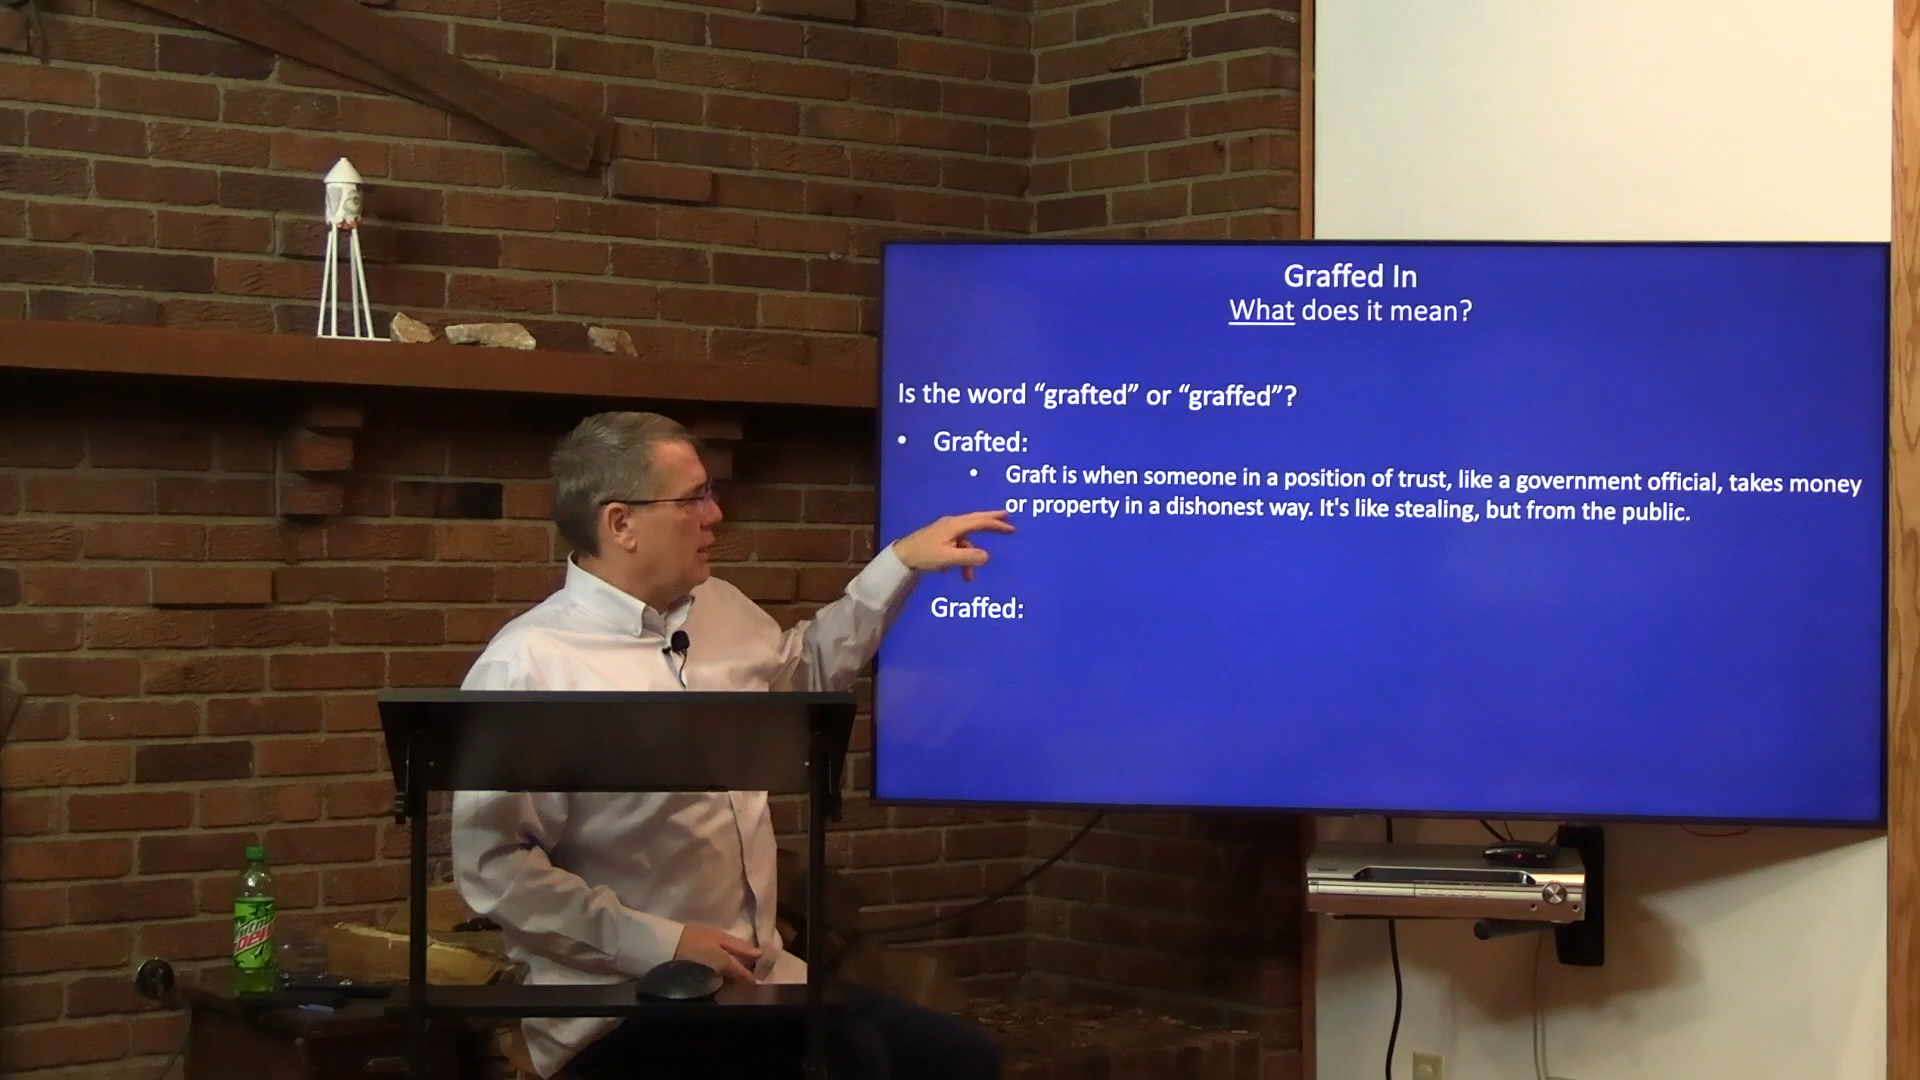 Graffed In
What does it mean?
Is the word “grafted” or “graffed”?
• Grafted:
• Graft is when someone in a position of trust, like a government official, takes money
or property in a dishonest way. It's like stealing, but from the public.
Graffed:
Mtn
Dew